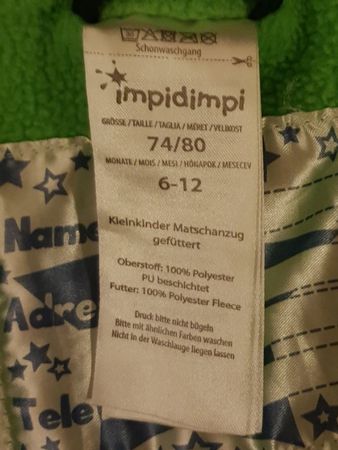 Schonwaschgang
impidimpi
GRÖSSE / TAILLE / TAGLIA / MÉRET / VELIKOST
74/80
MONATE / MOIS / MESI / HÓNAPOK / MESECEV
6-12
Kleinkinder Matschanzug
gefüttert
Oberstoff: 100% Polyester
PU beschichtet
Futter: 100% Polyester Fleece
Druck bitte nicht bügeln
Bitte mit ähnlichen Farben waschen
Nicht in der Waschlauge liegen lassen
Name
Adre
Tele